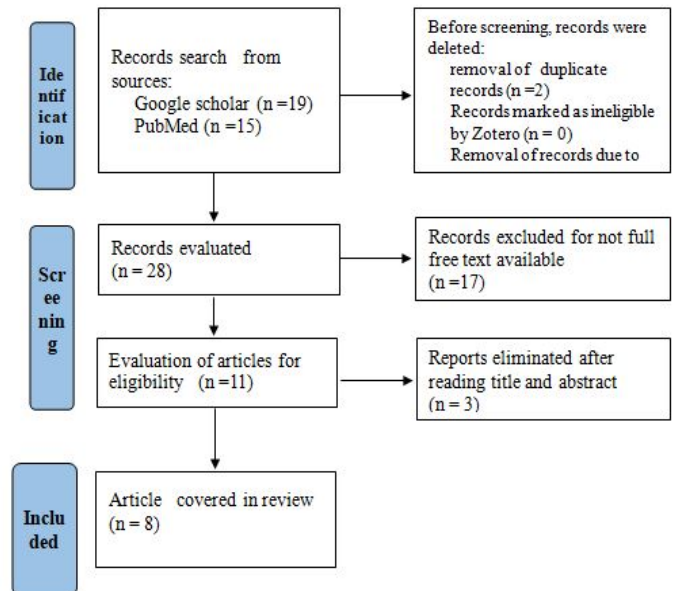 Ide
ntif
icat
ion
Records search from
sources:
Google scholar (n =19)
PubMed (n =15)
Before screening, records were
deleted:
removal of duplicate
records (n =2)
Records marked as ineligible
by Zotero (n = 0)
Removal of records due to
Scr
ee
nin
g
Records evaluated
(n = 28)
Records excluded for not full
free text available
(n =17)
Evaluation of articles for
eligibility (n =11)
Reports eliminated after
reading title and abstract
(n = 3)
Inclu
ded
Article covered in review
(n = 8)